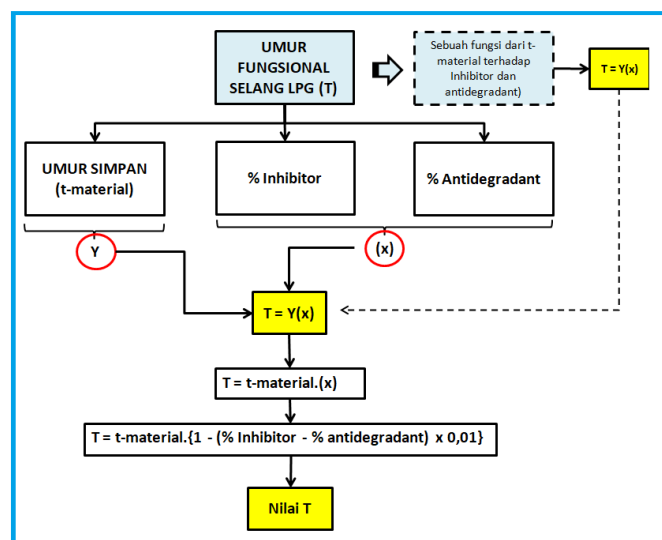 UMUR
FUNGSIONAL
SELANG LPG (T)
Sebuah fungsi dari t-
material terhadap
Inhibitor dan
antidegradant)
T = Y(x)
UMUR SIMPAN
(t-material)
% Inhibitor
% Antidegradant
Y
(x)
T = Y(x)
T = t-material.(x)
T = t-material.{1 - (% Inhibitor - % antidegradant) x 0,01}
Nilai T